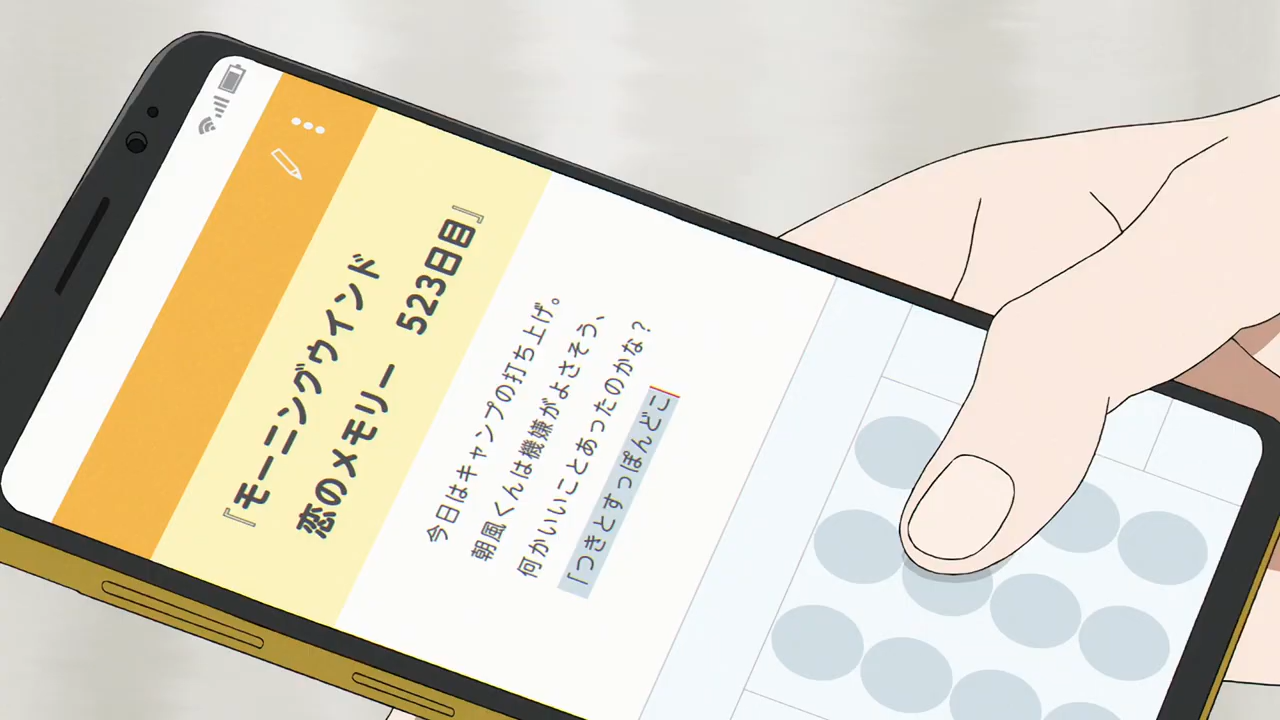 『モーニングウインド
恋のメモリー　523日目』
今日はキャンプの打ち上げ。
朝風くんは機嫌がよさそう、
何かいいことあったのかな？
「つきとすっぽんどこ